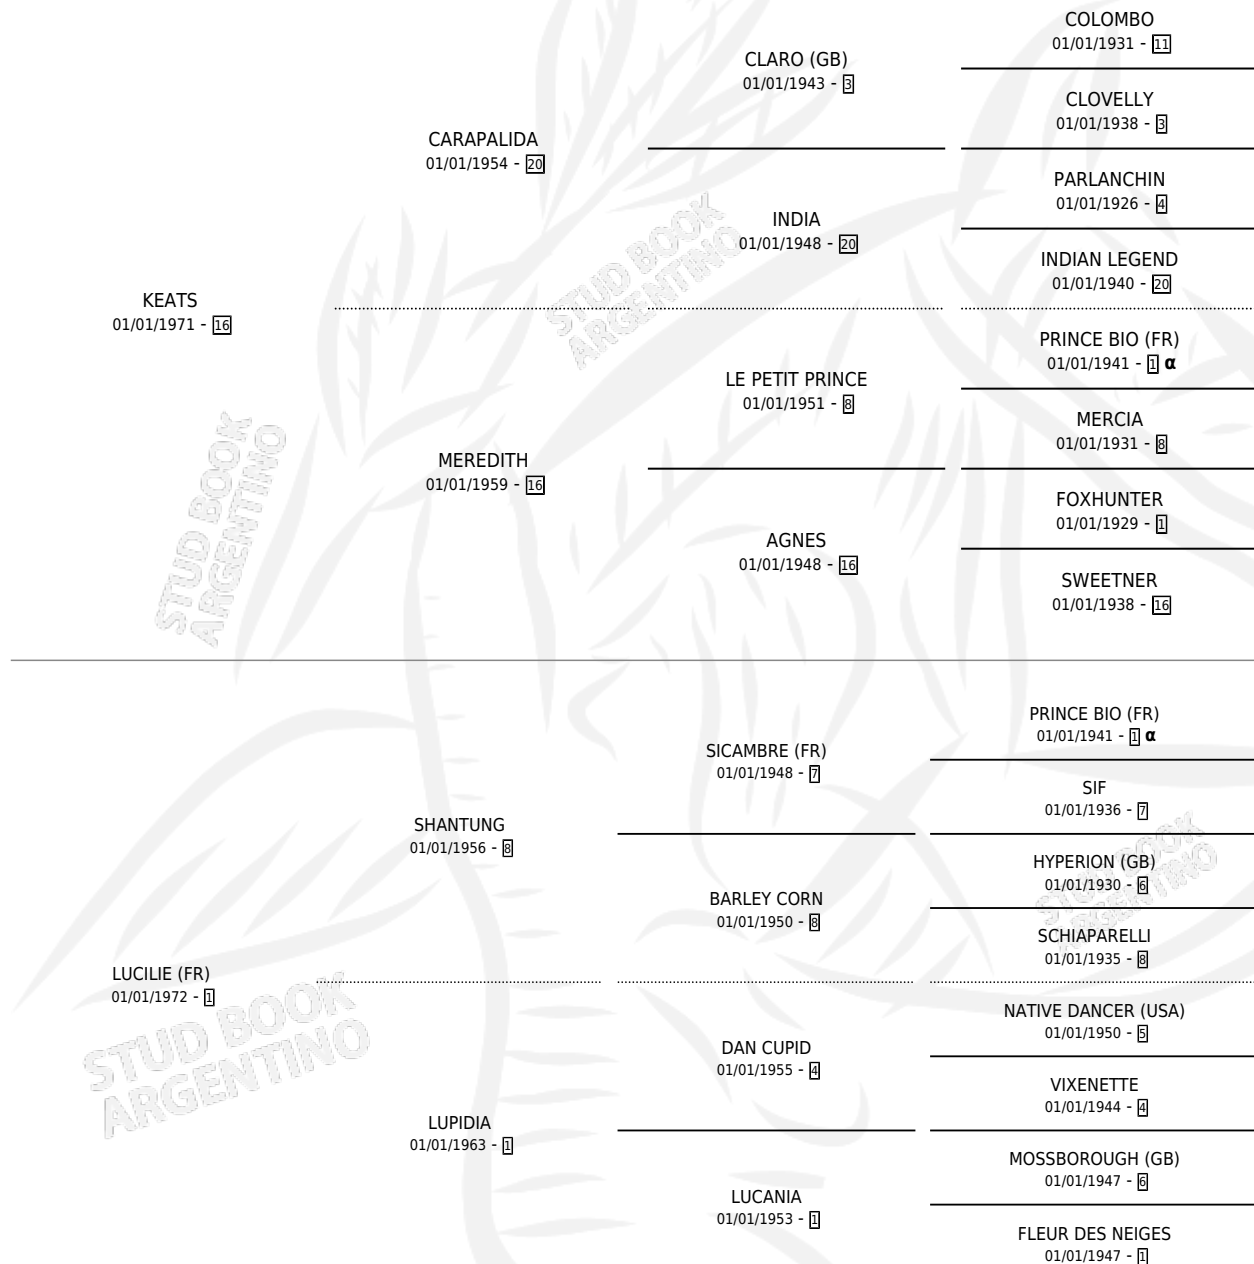 COLOMBO
01/01/1931 - 11
CLARO (GB)
01/01/1943 - 3
CLOVELLY
01/01/1938 - 3
CARAPALIDA
01/01/1954 - 20
PARLANCHIN
01/01/1926 - 4
INDIA
01/01/1948 - 20
INDIAN LEGEND
01/01/1940 - 20
KEATS
01/01/1971 - 16
PRINCE BIO (FR)
01/01/1941 - 1 α
LE PETIT PRINCE
01/01/1951 - 8
MERCIA
01/01/1931 - 8
MEREDITH
01/01/1959 - 16
FOXHUNTER
01/01/1929 - 1
AGNES
01/01/1948 - 16
SWEETNER
01/01/1938 - 16
STUD BOOK
ARGENTINO
STUD BOOK
ARGENTINO
PRINCE BIO (FR)
01/01/1941 - 1 α
SICAMBRE (FR)
01/01/1948 - 7
SIF
01/01/1936 - 7
SHANTUNG
01/01/1956 - 8
HYPERION (GB)
01/01/1930 - 6
BARLEY CORN
01/01/1950 - 8
SCHIAPARELLI
01/01/1935 - 8
LUCILIE (FR)
01/01/1972 - 1
NATIVE DANCER (USA)
01/01/1950 - 5
DAN CUPID
01/01/1955 - 4
VIXENETTE
01/01/1944 - 4
LUPIDIA
01/01/1963 - 1
MOSSBOROUGH (GB)
01/01/1947 - 6
LUCANIA
01/01/1953 - 1
FLEUR DES NEIGES
01/01/1947 - 1
STUD BOOK
ARGENTINO
STUD BOOK
ARGENTINO